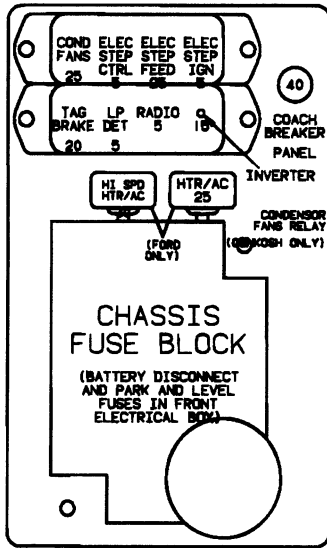 COND ELEC ELEC ELEC
FANS STEP STEP STEP
CTRL FEED IGN
25 5 5
TAG LP RADIO
BRAKE DET 5 15
20 5
40
COACH
BREAKER
PANEL
INVERTER
HI SPD HTR/AC
HTR/AC 25
CONDENSOR
FANS RELAY
(FORD
ONLY)
CHASSIS
FUSE BLOCK
(BATTERY DISCONNECT
AND PARK AND LEVEL
FUSES IN FRONT
ELECTRICAL BOX)